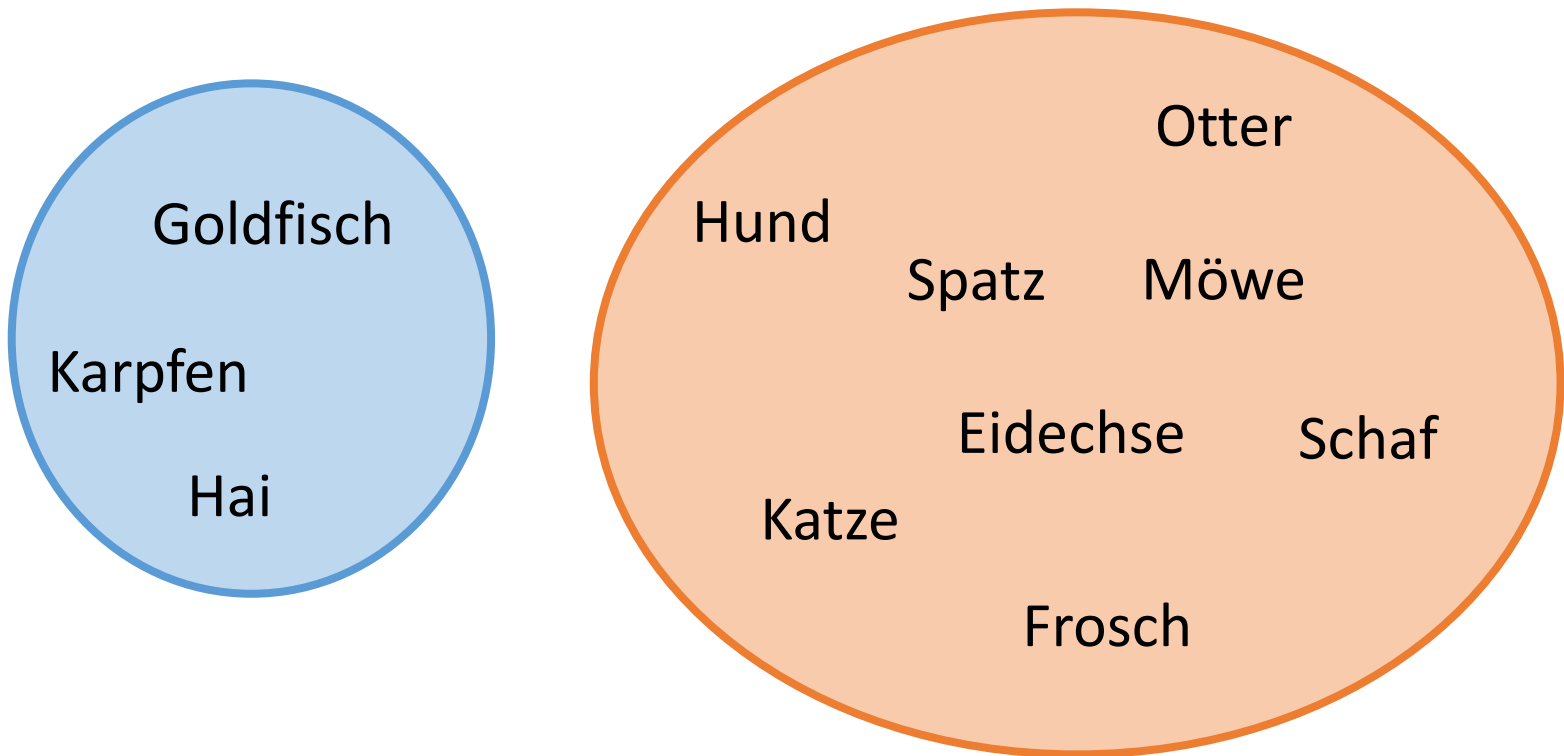 Goldfisch
Karpfen
Hai
Otter
Hund
Spatz
Möwe
Eidechse
Schaf
Katze
Frosch